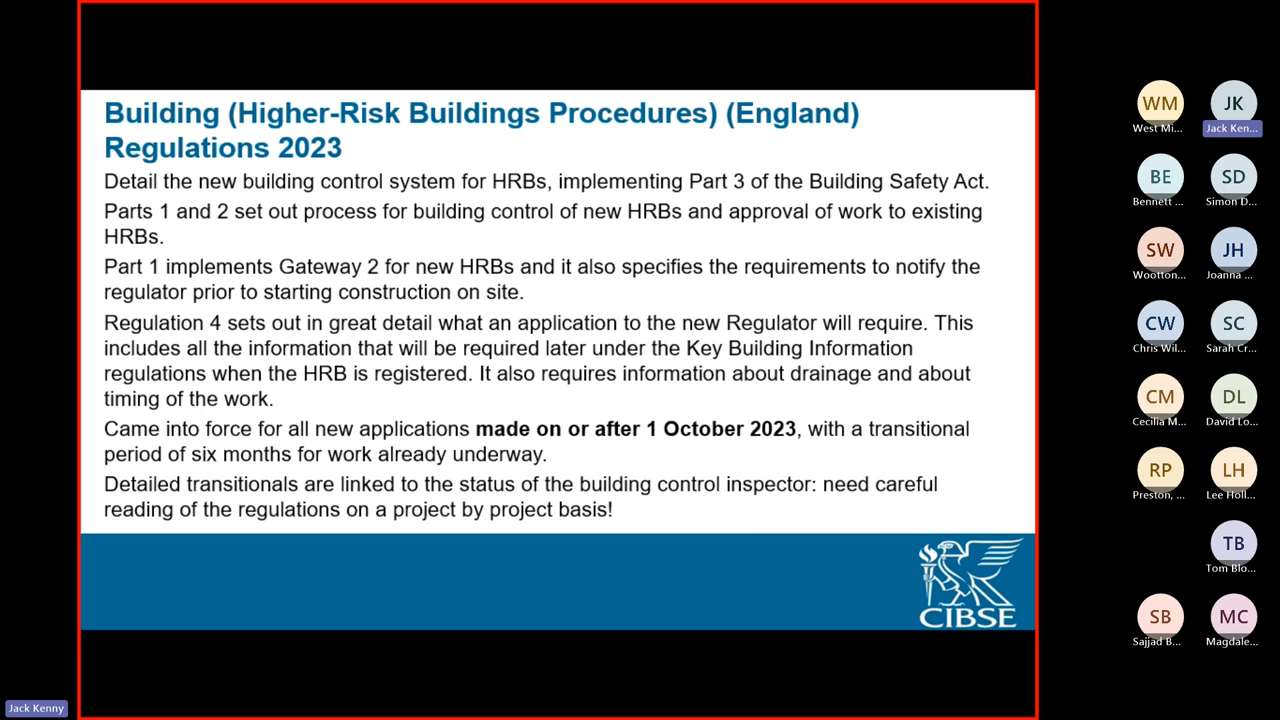 Building (Higher-Risk Buildings Procedures) (England)
Regulations 2023
Detail the new building control system for HRBs, implementing Part 3 of the Building Safety Act.
Parts 1 and 2 set out process for building control of new HRBs and approval of work to existing
HRBs.
Part 1 implements Gateway 2 for new HRBs and it also specifies the requirements to notify the
regulator prior to starting construction on site.
Regulation 4 sets out in great detail what an application to the new Regulator will require. This
includes all the information that will be required later under the Key Building Information
regulations when the HRB is registered. It also requires information about drainage and about
timing of the work.
Came into force for all new applications made on or after 1 October 2023, with a transitional
period of six months for work already underway.
Detailed transitionals are linked to the status of the building control inspector: need careful
reading of the regulations on a project by project basis!
CIBSE
WM JK
West Mi... Jack Ken...
BE SD
Bennett ... Simon D...
SW JH
Wootton... Joanna ...
CW SC
Chris Wil... Sarah Cr...
CM DL
Cecilia M... David Lo...
RP LH
Preston, ... Lee Holl...
TB
Tom Blo...
SB MC
Sajjad B... Magdale...
Jack Kenny